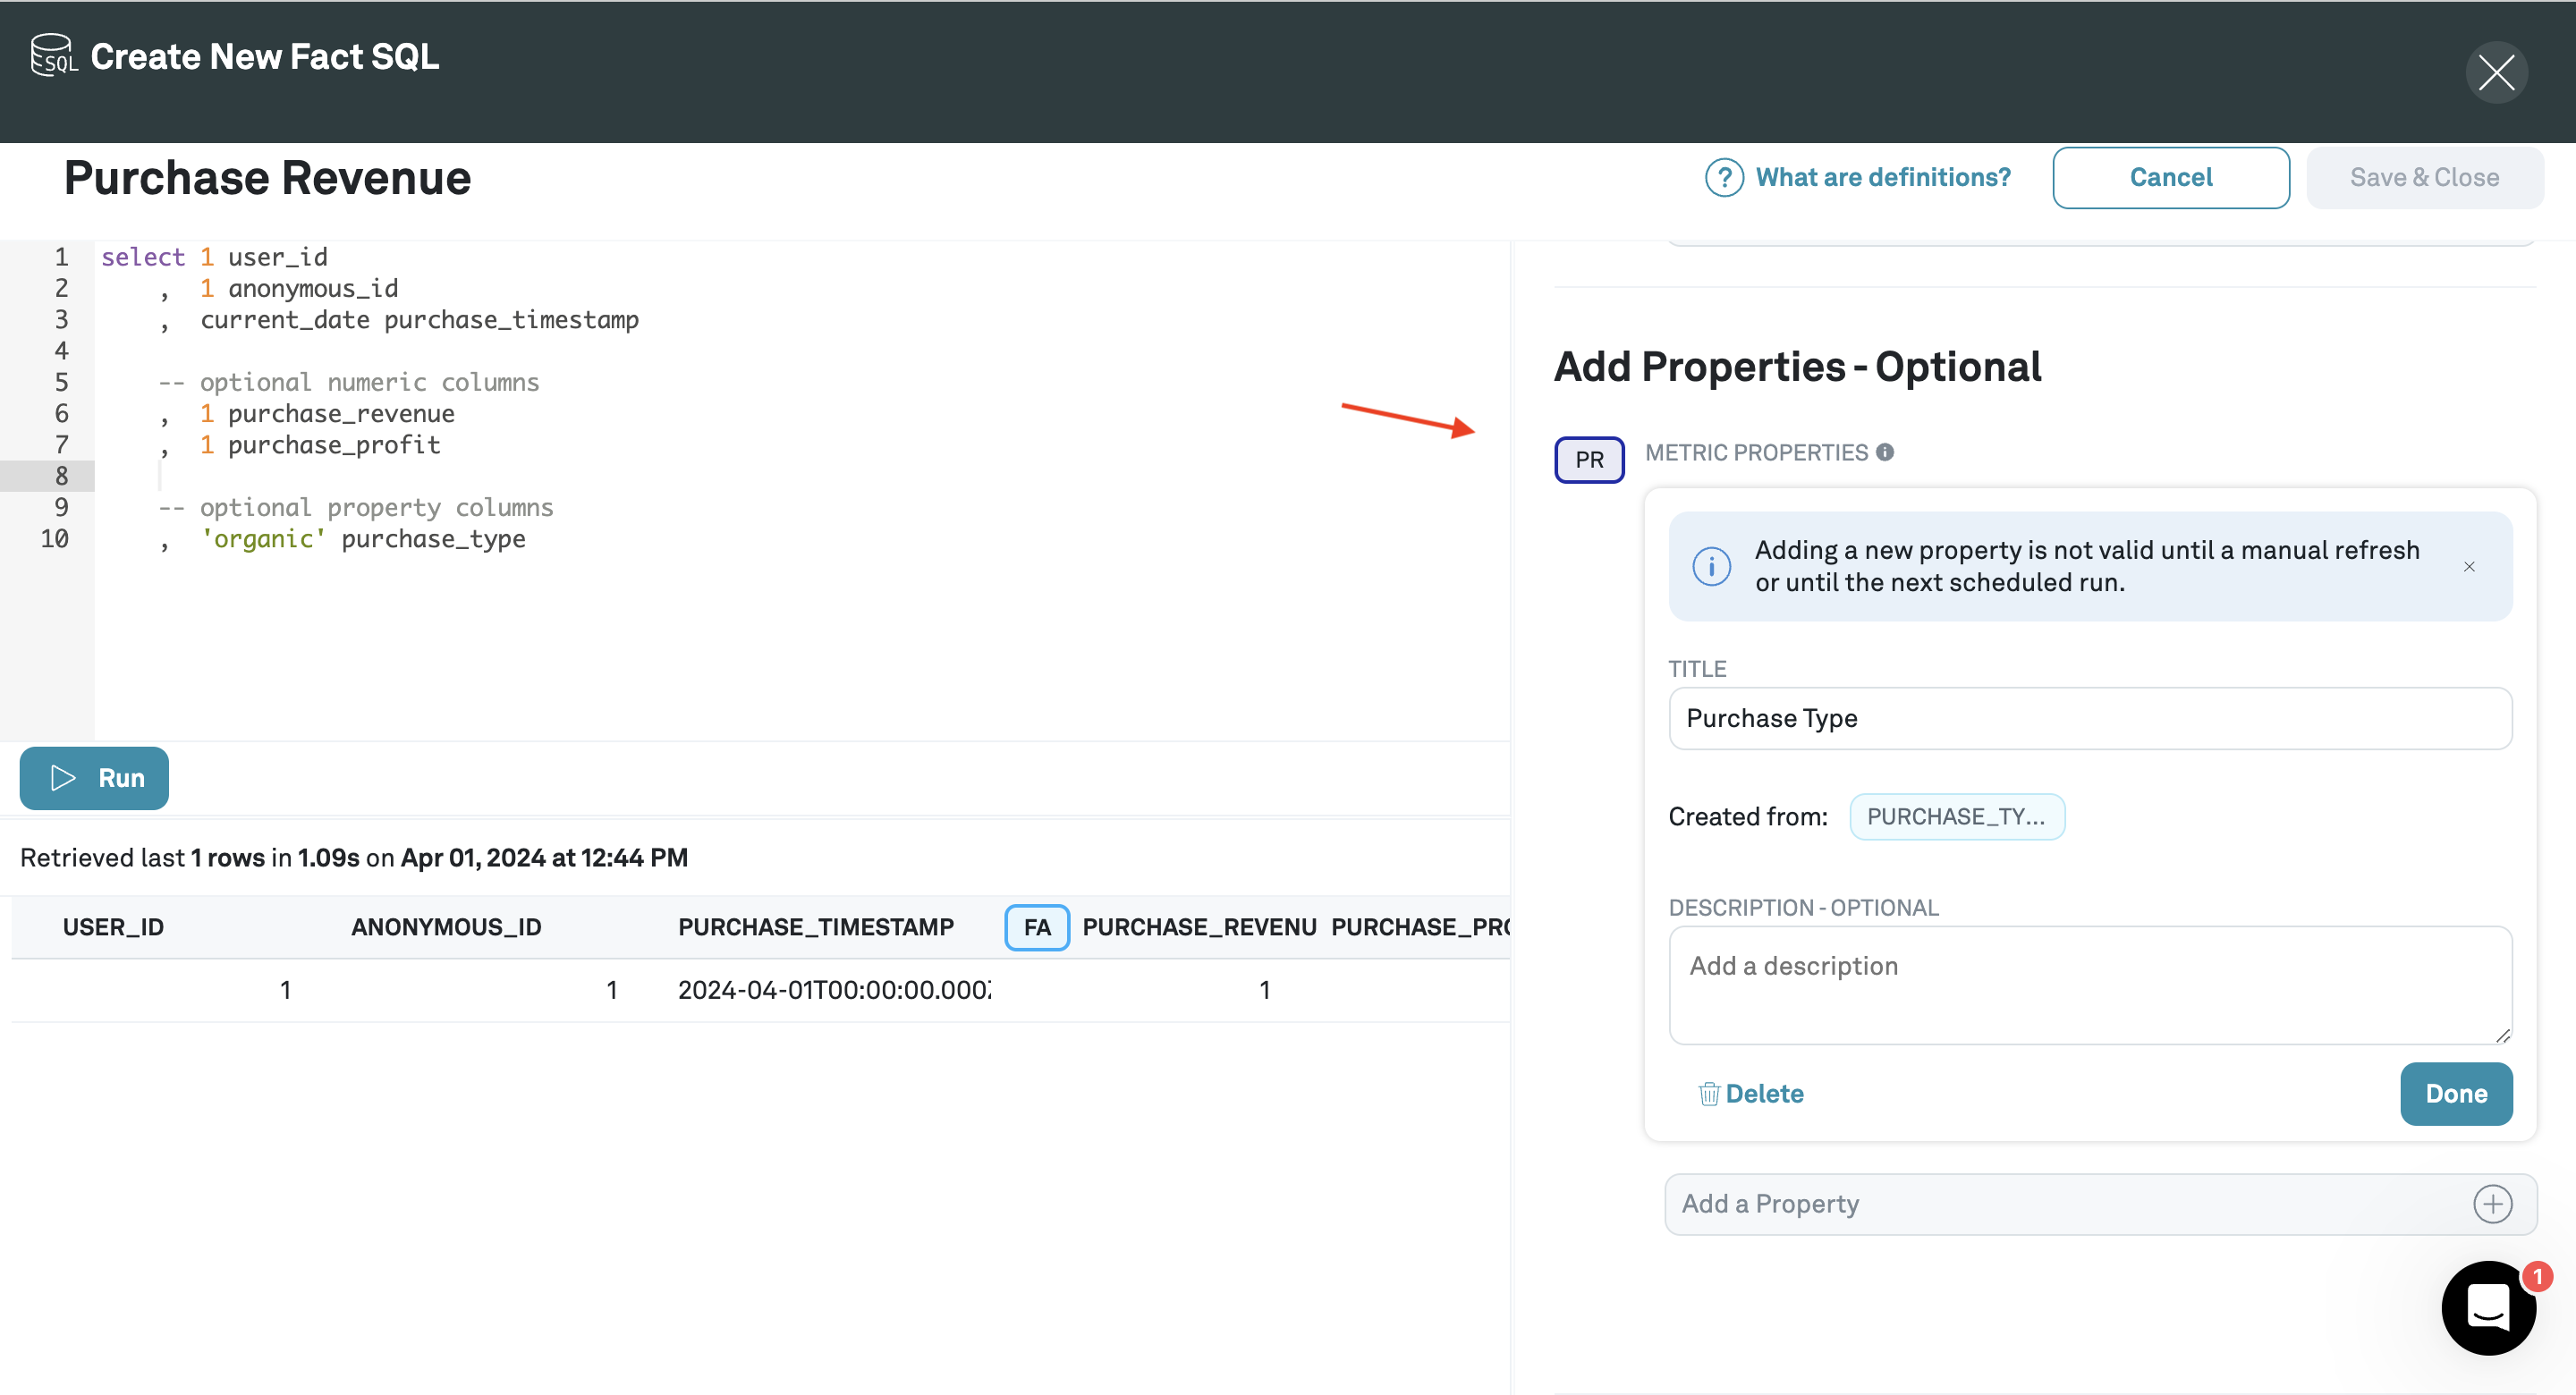 SQL Create New Fact SQL
Purchase Revenue
? What are definitions?
Cancel
Save & Close
1 select 1 user_id
2 , 1 anonymous_id
3 , current_date purchase_timestamp
4
5 -- optional numeric columns
6 , 1 purchase_revenue
7 , 1 purchase_profit
8
9 -- optional property columns
10 , 'organic' purchase_type
Run
Retrieved last 1 rows in 1.09s on Apr 01, 2024 at 12:44 PM
USER_ID ANONYMOUS_ID PURCHASE_TIMESTAMP FA PURCHASE_REVENU PURCHASE_PRO
1 1 2024-04-01T00:00:00.000Z 1
Add Properties - Optional
PR METRIC PROPERTIES
Adding a new property is not valid until a manual refresh
or until the next scheduled run.
TITLE
Purchase Type
Created from: PURCHASE_TY...
DESCRIPTION - OPTIONAL
Add a description
Delete
Done
Add a Property
1